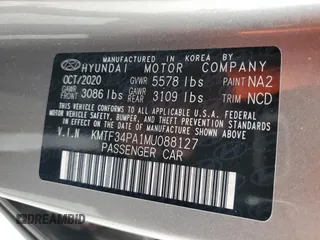 MANUFACTURED IN KOREA BY
HYUNDAI MOTOR COMPANY
OCT/2020 GVWR 5578 lbs PAINT NA2
GAWR FRONT 3086 lbs GAWR REAR 3109 lbs TRIM NCD
THIS VEHICLE CONFORMS TO ALL APPLICABLE U.S. FEDERAL MOTOR
VEHICLE SAFETY, BUMPER, AND THEFT PREVENTION STANDARDS IN
EFFECT ON THE DATE OF MANUFACTURE SHOWN ABOVE.
V.I.N KMTF34PA1MU088127
PASSENGER CAR
DREAMBID